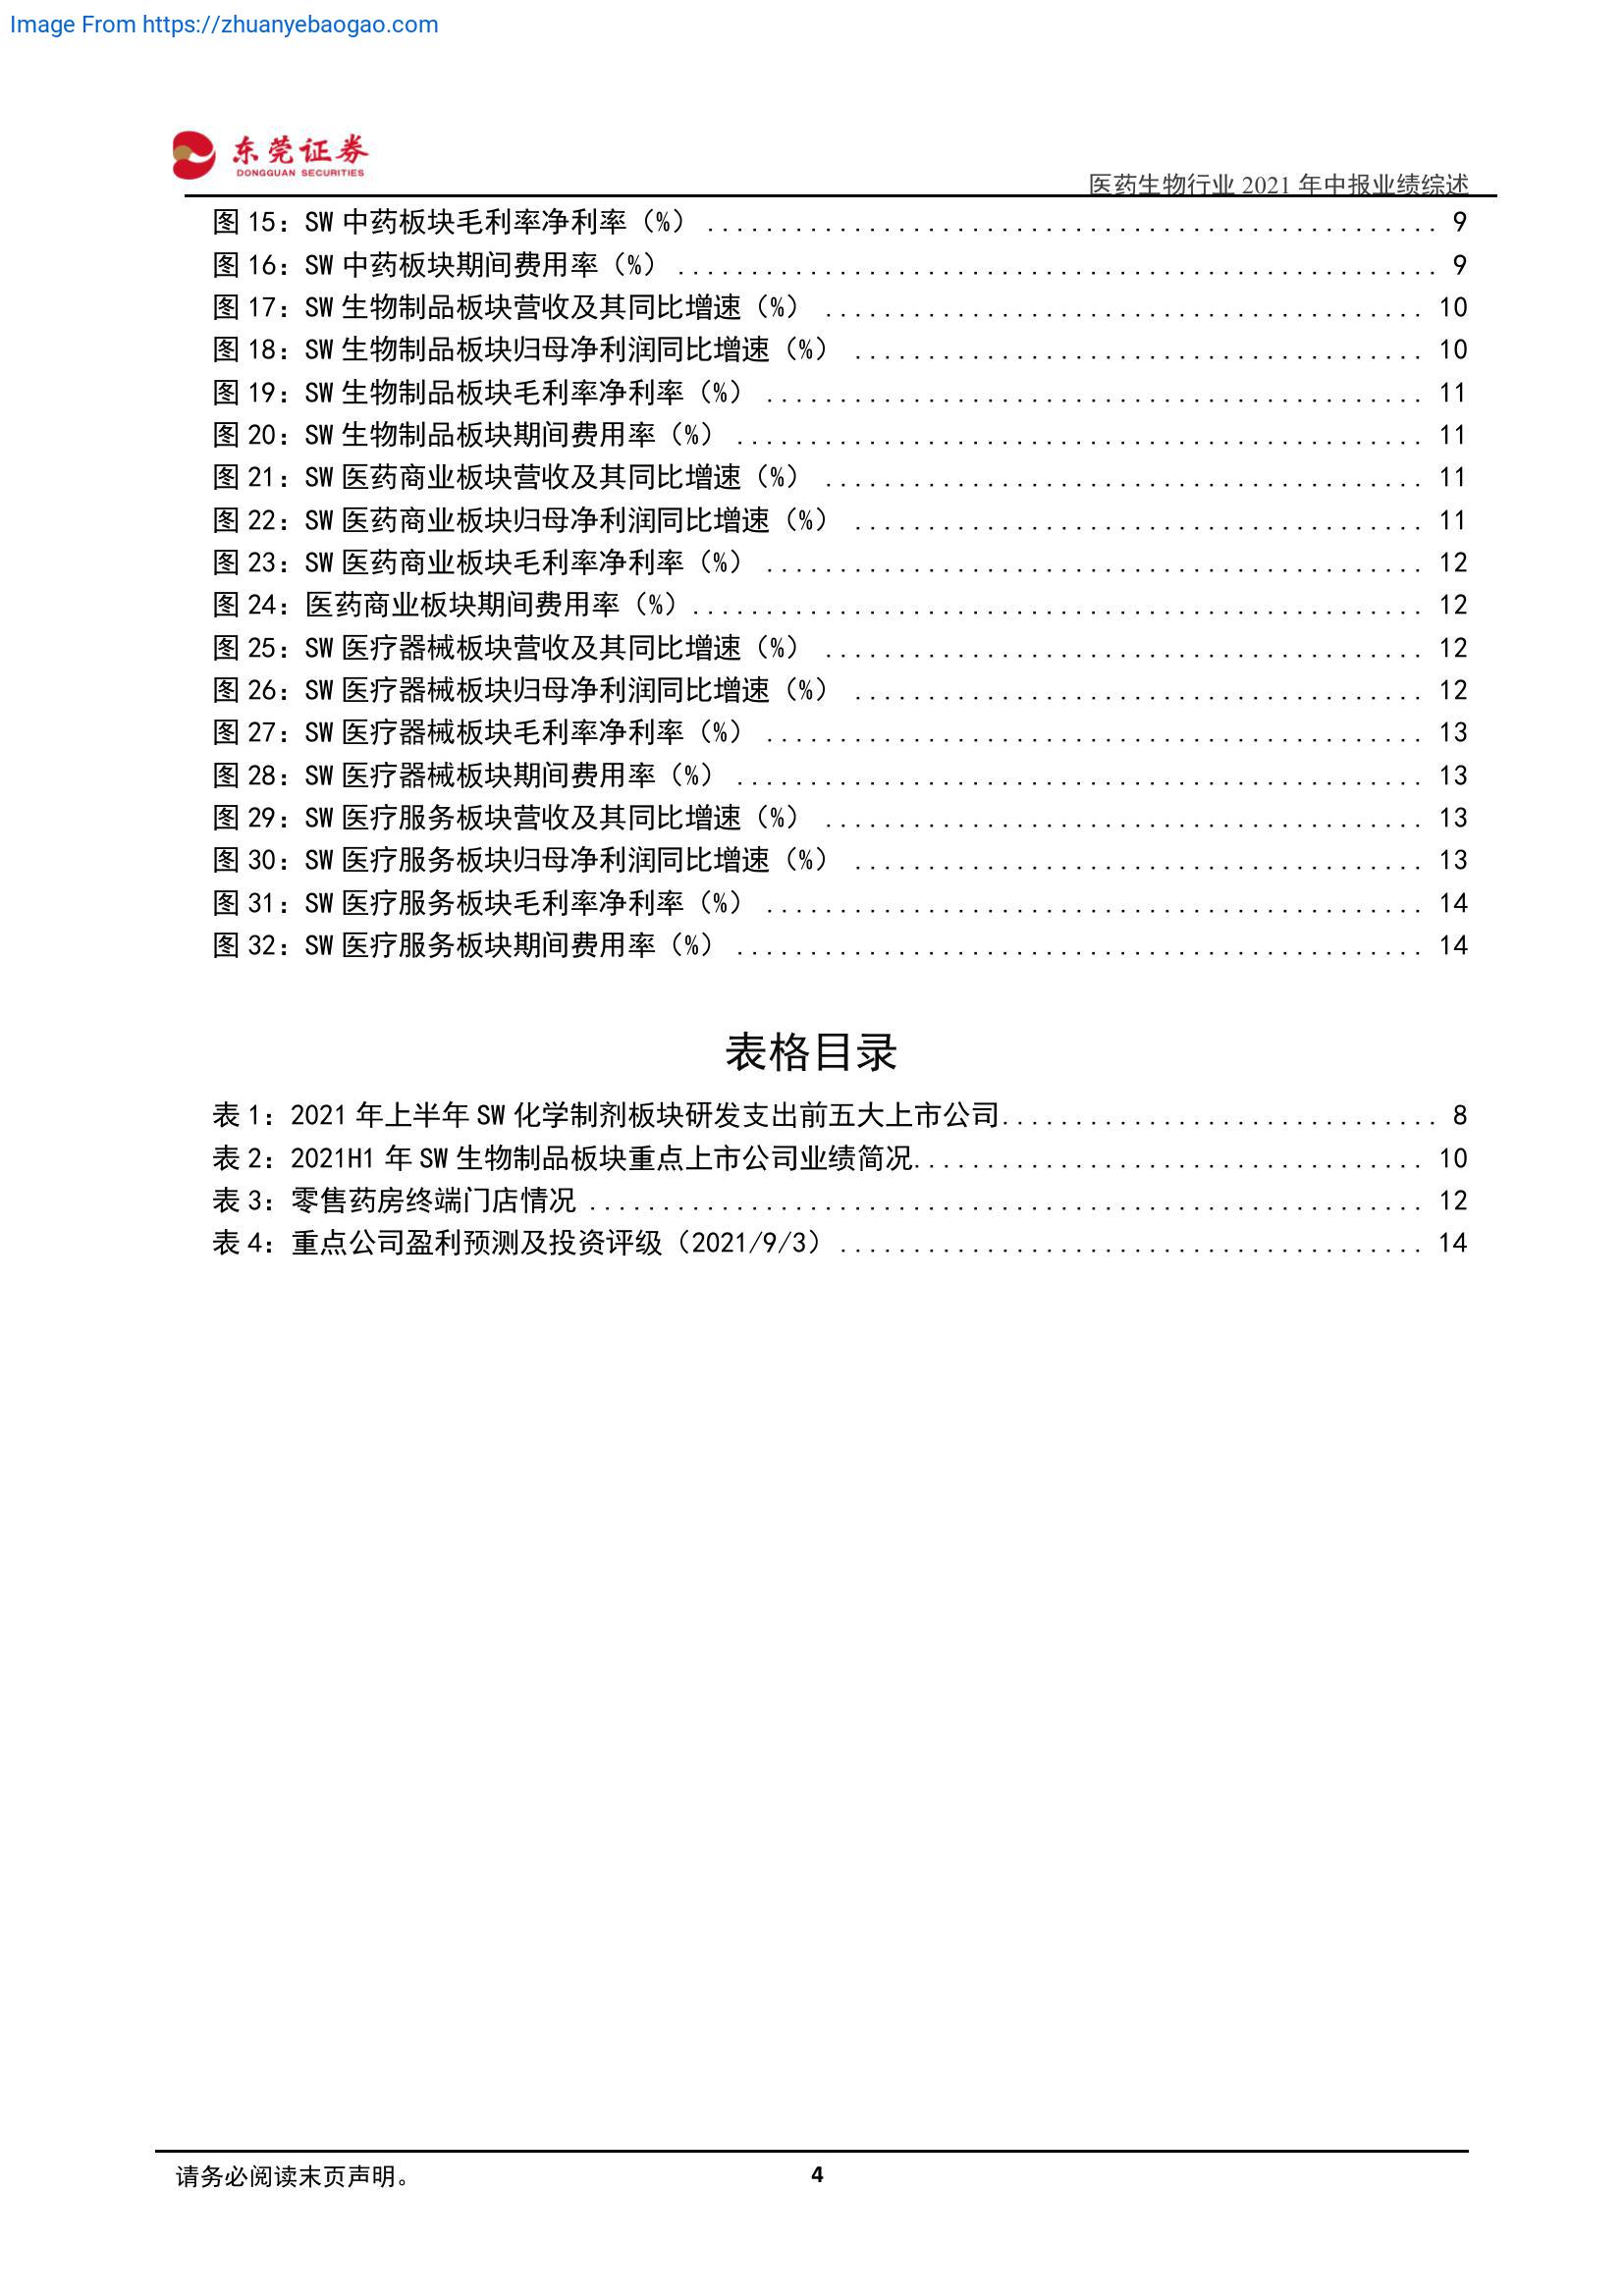 Image From https://zhuanyebaogao.com
东莞证券
DONGGUAN SECURITIES
医药生物行业 2021 年中报业绩综述
图 15：SW 中药板块毛利率净利率（%） .................................................. 9
图 16：SW 中药板块期间费用率（%） .................................................... 9
图 17：SW 生物制品板块营收及其同比增速（%） ......................................... 10
图 18：SW 生物制品板块归母净利润同比增速（%） ....................................... 10
图 19：SW 生物制品板块毛利率净利率（%） ............................................. 11
图 20：SW 生物制品板块期间费用率（%） ............................................... 11
图 21：SW 医药商业板块营收及其同比增速（%） ......................................... 11
图 22：SW 医药商业板块归母净利润同比增速（%） ....................................... 11
图 23：SW 医药商业板块毛利率净利率（%） ............................................. 12
图 24：医药商业板块期间费用率（%）.................................................. 12
图 25：SW 医疗器械板块营收及其同比增速（%） ......................................... 12
图 26：SW 医疗器械板块归母净利润同比增速（%） ....................................... 12
图 27：SW 医疗器械板块毛利率净利率（%） ............................................. 13
图 28：SW 医疗器械板块期间费用率（%） ............................................... 13
图 29：SW 医疗服务板块营收及其同比增速（%） ......................................... 13
图 30：SW 医疗服务板块归母净利润同比增速（%） ....................................... 13
图 31：SW 医疗服务板块毛利率净利率（%） ............................................. 14
图 32：SW 医疗服务板块期间费用率（%） ............................................... 14
表格目录
表 1：2021 年上半年 SW 化学制剂板块研发支出前五大上市公司.............................. 8
表 2：2021H1 年 SW 生物制品板块重点上市公司业绩简况................................... 10
表 3：零售药房终端门店情况 ......................................................... 12
表 4：重点公司盈利预测及投资评级（2021/9/3）........................................ 14
请务必阅读末页声明。
4